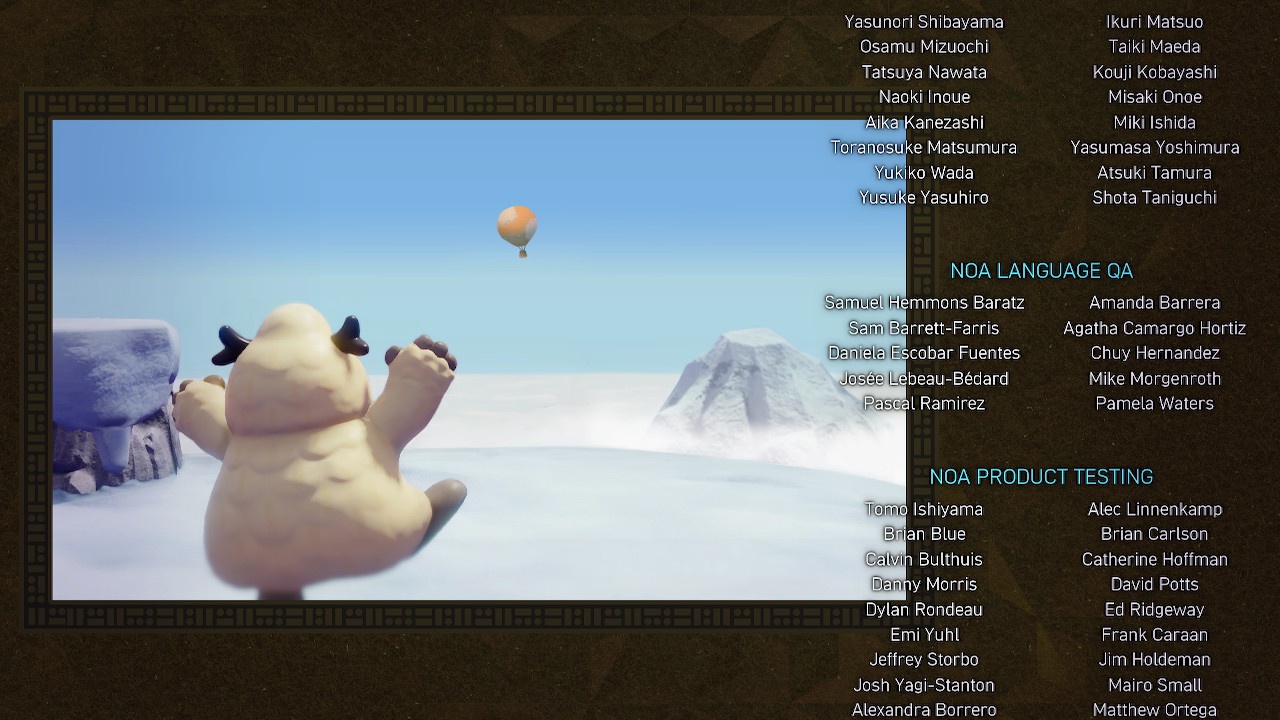 Yasunori Shibayama Ikuri Matsuo
Osamu Mizuochi Taiki Maeda
Tatsuya Nawata Kouji Kobayashi
Naoki Inoue Misaki Onoe
Aika Kanezashi Miki Ishida
Toranosuke Matsumura Yasumasa Yoshimura
Yukiko Wada Atsuki Tamura
Yusuke Yasuhiro Shota Taniguchi
NOA LANGUAGE QA
Samuel Hemmons Baratz Amanda Barrera
Sam Barrett-Farris Agatha Camargo Hortiz
Daniela Escobar Fuentes Chuy Hernandez
Josée Lebeau-Bédard Mike Morgenroth
Pascal Ramirez Pamela Waters
NOA PRODUCT TESTING
Tomo Ishiyama Alec Linnenkamp
Brian Blue Brian Carlson
Calvin Bulthuis Catherine Hoffman
Danny Morris David Potts
Dylan Rondeau Ed Ridgeway
Emi Yuhl Frank Caraan
Jeffrey Storbo Jim Holdeman
Josh Yagi-Stanton Mairo Small
Alexandra Borrero Matthew Ortega